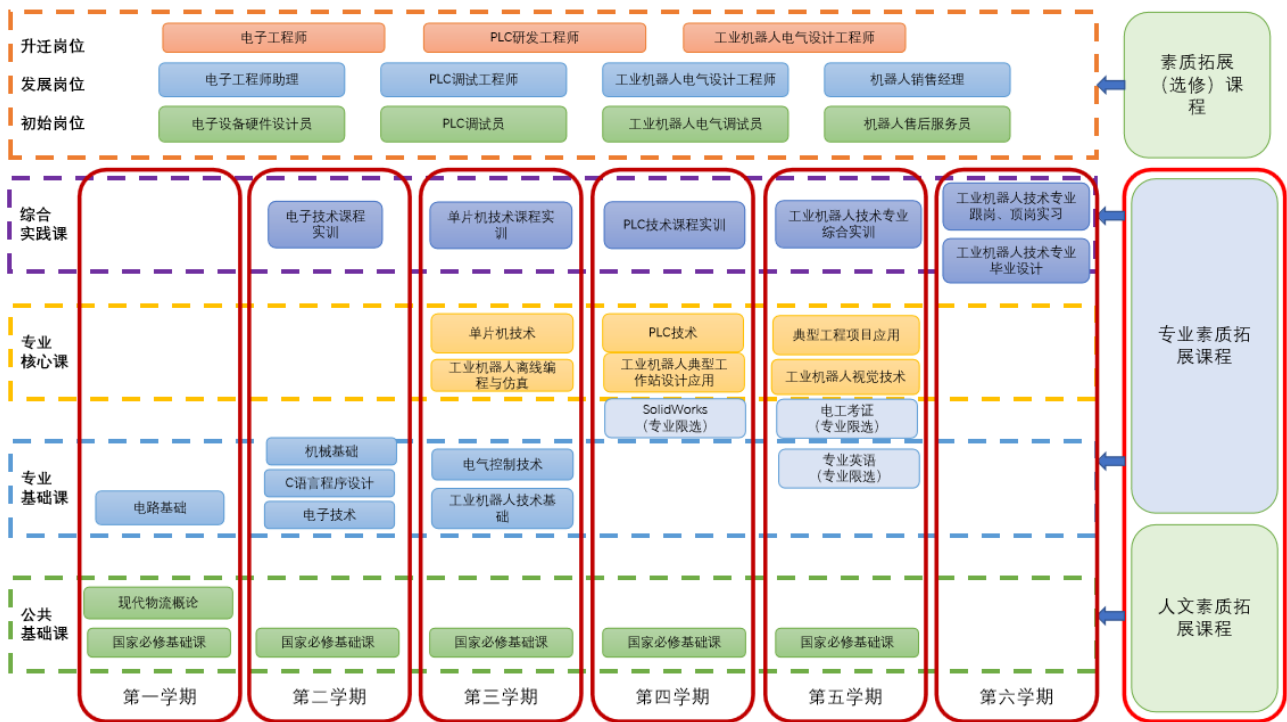 升迁岗位
电子工程师
PLC研发工程师
工业机器人电气设计工程师
发展岗位
电子工程师助理
PLC调试工程师
工业机器人电气设计工程师
机器人销售经理
初始岗位
电子设备硬件设计员
PLC调试员
工业机器人电气调试员
机器人售后服务员
素质拓展
（选修）课
程
综合
实践课
电子技术课程
实训
单片机技术课程实
训
PLC技术课程实训
工业机器人技术专业
综合实训
工业机器人技术专业
跟岗、顶岗实习
工业机器人技术专业
毕业设计
专业
核心课
单片机技术
工业机器人离线编
程与仿真
PLC技术
工业机器人典型工
作站设计应用
典型工程项目应用
工业机器人视觉技术
SolidWorks
（专业限选）
电工考证
（专业限选）
专业素质拓
展课程
专业
基础课
电路基础
机械基础
C语言程序设计
电子技术
电气控制技术
工业机器人技术基
础
专业英语
（专业限选）
公共
基础课
现代物流概论
国家必修基础课
国家必修基础课
国家必修基础课
国家必修基础课
国家必修基础课
人文素质拓
展课程
第一学期
第二学期
第三学期
第四学期
第五学期
第六学期